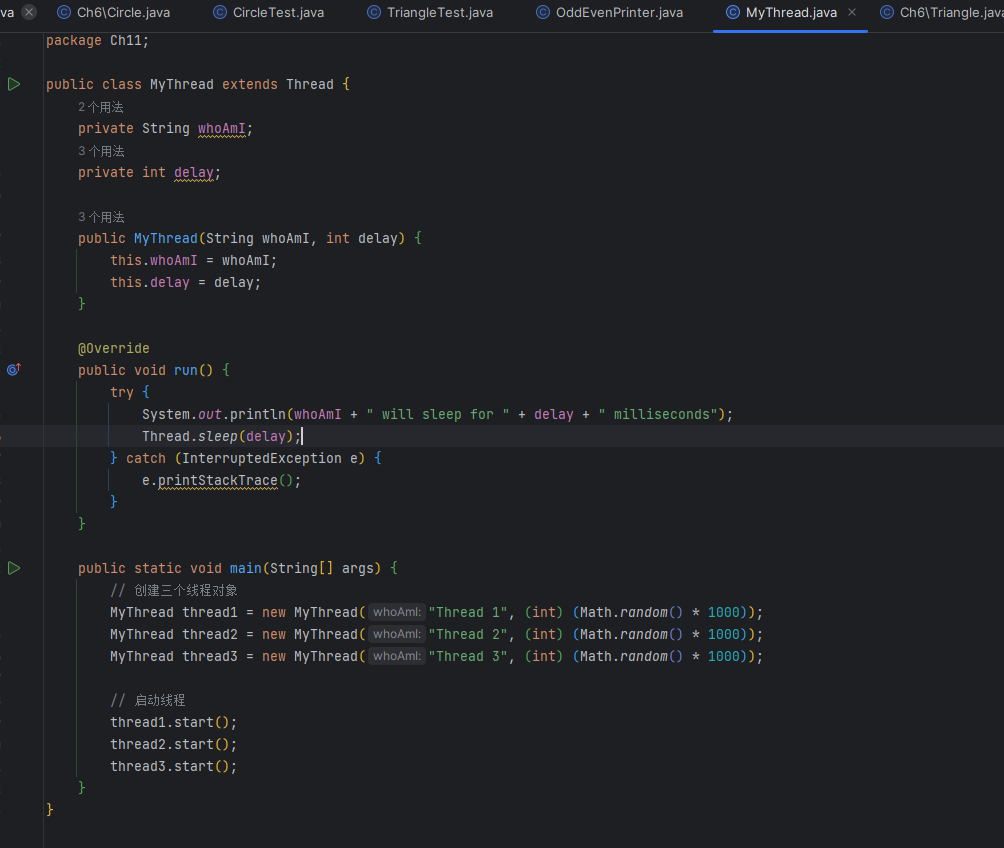 va Ch6\Circle.java CircleTest.java TriangleTest.java OddEvenPrinter.java MyThread.java Ch6\Triangle.java
package Ch11;
public class MyThread extends Thread {
2个用法
private String whoAmI;
3个用法
private int delay;
3个用法
public MyThread(String whoAmI, int delay) {
this.whoAmI = whoAmI;
this.delay = delay;
}
@Override
public void run() {
try {
System.out.println(whoAmI + " will sleep for " + delay + " milliseconds");
Thread.sleep(delay);
} catch (InterruptedException e) {
e.printStackTrace();
}
}
public static void main(String[] args) {
// 创建三个线程对象
MyThread thread1 = new MyThread( whoAmI: "Thread 1", (int) (Math.random() * 1000));
MyThread thread2 = new MyThread( whoAmI: "Thread 2", (int) (Math.random() * 1000));
MyThread thread3 = new MyThread( whoAmI: "Thread 3", (int) (Math.random() * 1000));
// 启动线程
thread1.start();
thread2.start();
thread3.start();
}
}